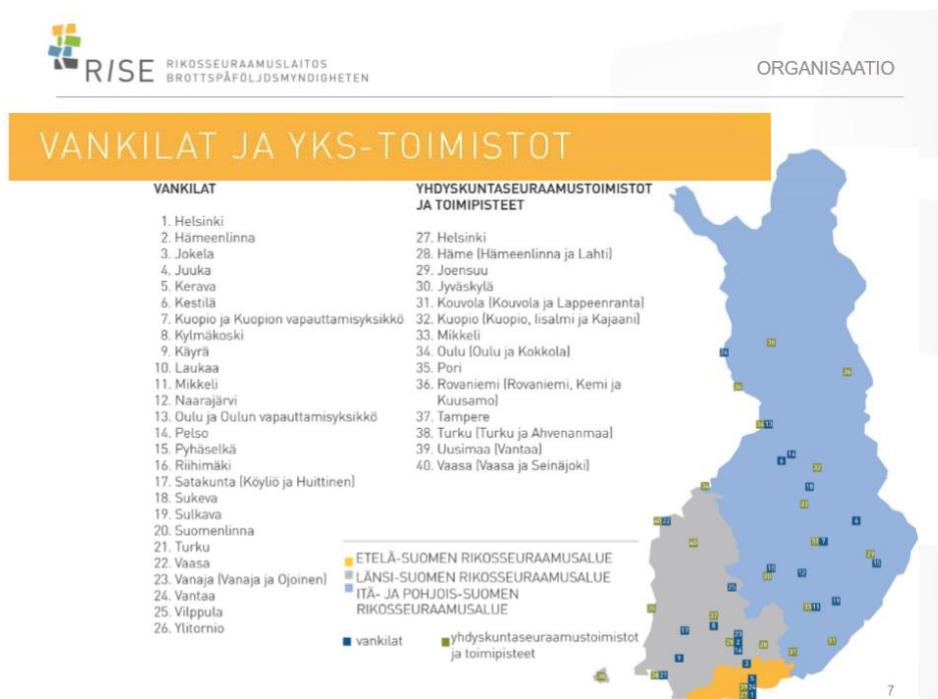 RISE RIKOSSEURAAMUSLAITOS
BROTTSPÅFÖLJDSMYNDIGHETEN
ORGANISAATIO
VANKILAT JA YKS-TOIMISTOT
VANKILAT
1. Helsinki
2. Hämeenlinna
3. Jokela
4. Juuka
5. Kerava
6. Kestilä
7. Kuopio ja Kuopion vapauttamisyksikkö
8. Kylmäkoski
9. Käyrä
10. Laukaa
11. Mikkeli
12. Naarajärvi
13. Oulu ja Oulun vapauttamisyksikkö
14. Pelso
15. Pyhäselkä
16. Riihimäki
17. Satakunta (Köyliö ja Huittinen)
18. Sukeva
19. Sulkava
20. Suomenlinna
21. Turku
22. Vaasa
23. Vanaja (Vanaja ja Ojoinen)
24. Vantaa
25. Vilppula
26. Ylitornio
YHDYSKUNTASEURAAMUSTOIMISTOT
JA TOIMIPISTEET
27. Helsinki
28. Häme (Hämeenlinna ja Lahti)
29. Joensuu
30. Jyväskylä
31. Kouvola (Kouvola ja Lappeenranta)
32. Kuopio (Kuopio, Iisalmi ja Kajaani)
33. Mikkeli
34. Oulu (Oulu ja Kokkola)
35. Pori
36. Rovaniemi (Rovaniemi, Kemi ja
Kuusamo)
37. Tampere
38. Turku (Turku ja Ahvenanmaa)
39. Uusimaa (Vantaa)
40. Vaasa (Vaasa ja Seinäjoki)
ETELÄ-SUOMEN RIKOSSEURAAMUSALUE
LÄNSI-SUOMEN RIKOSSEURAAMUSALUE
ITÄ- JA POHJOIS-SUOMEN
RIKOSSEURAAMUSALUE
vankilat
yhdyskuntaseuraamustoimistot
ja toimipisteet
7